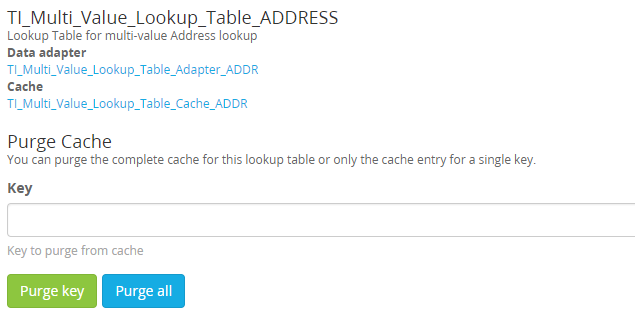 TI_Multi_Value_Lookup_Table_ADDRESS
Lookup Table for multi-value Address lookup
Data adapter
TI_Multi_Value_Lookup_Table_Adapter_ADDR
Cache
TI_Multi_Value_Lookup_Table_Cache_ADDR
Purge Cache
You can purge the complete cache for this lookup table or only the cache entry for a single key.
Key
Key to purge from cache
Purge key Purge all